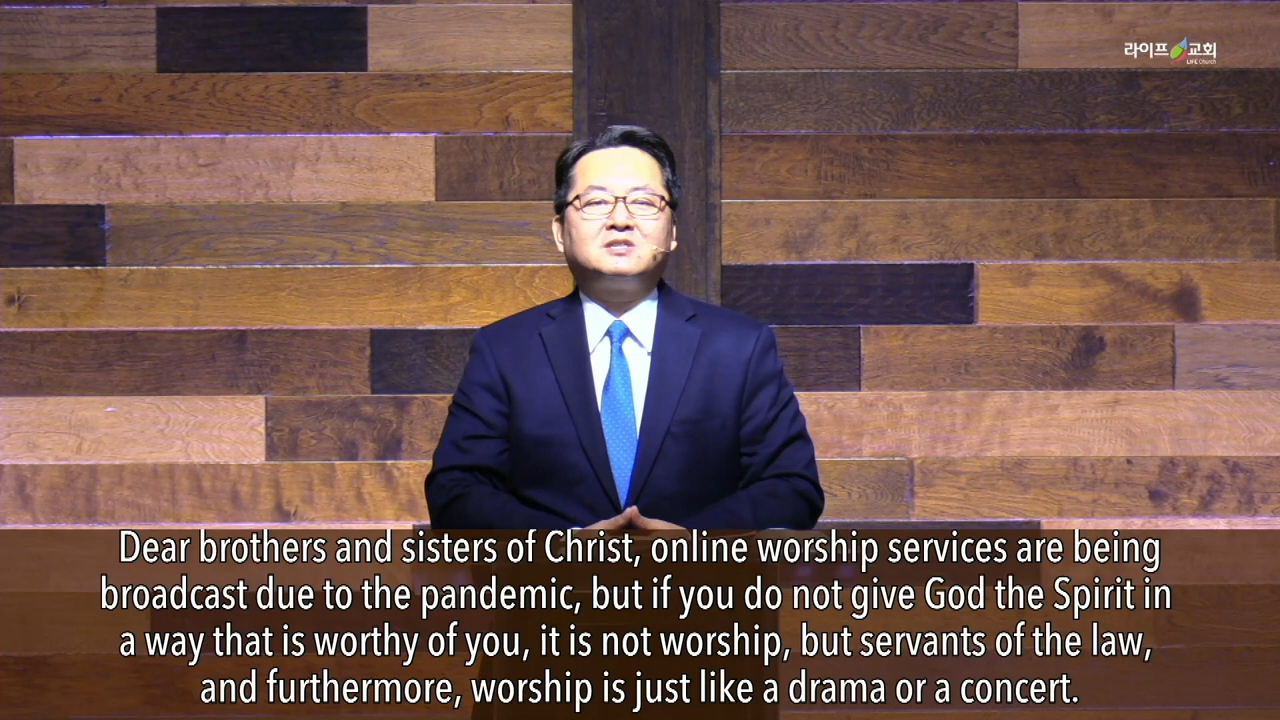 라이프 교회
LIFE Church
Dear brothers and sisters of Christ, online worship services are being
broadcast due to the pandemic, but if you do not give God the Spirit in
a way that is worthy of you, it is not worship, but servants of the law,
and furthermore, worship is just like a drama or a concert.